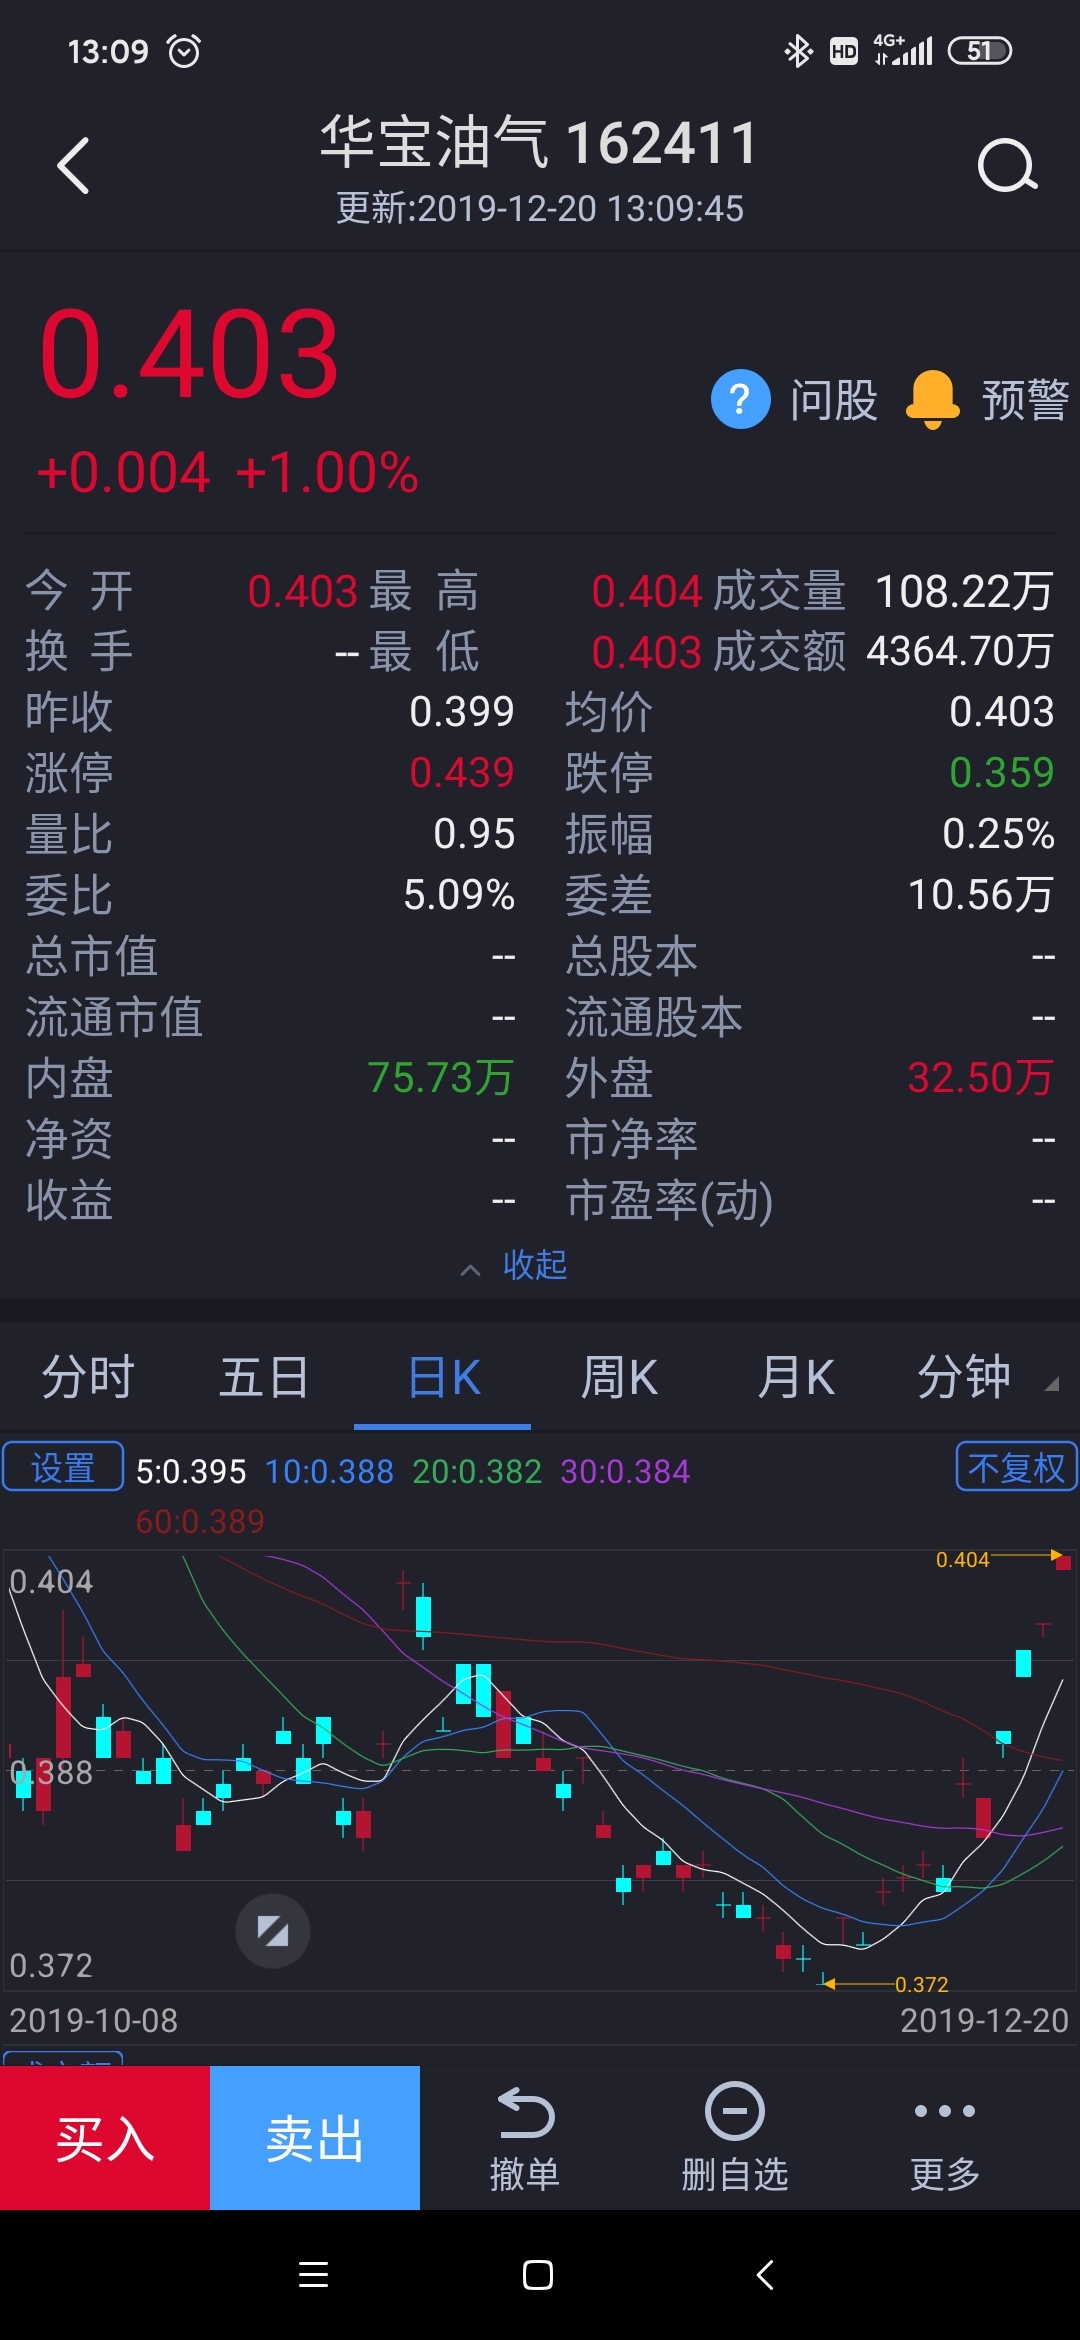 13:09 HD 4G+ 51
华宝油气 162411
更新:2019-12-20 13:09:45
0.403
? 问股 预警
+0.004 +1.00%
今开 0.403 最高 0.404 成交量 108.22万
换手 -- 最低 0.403 成交额 4364.70万
昨收 0.399 均价 0.403
涨停 0.439 跌停 0.359
量比 0.95 振幅 0.25%
委比 5.09% 委差 10.56万
总市值 -- 总股本 --
流通市值 -- 流通股本 --
内盘 75.73万 外盘 32.50万
净资 -- 市净率 --
收益 -- 市盈率(动) --
收起
分时 五日 日K 周K 月K 分钟
设置 5:0.395 10:0.388 20:0.382 30:0.384 不复权
60:0.389
0.404
0.404
0.388
0.372
0.372
2019-10-08 2019-12-20
买入 卖出 撤单 删自选 更多